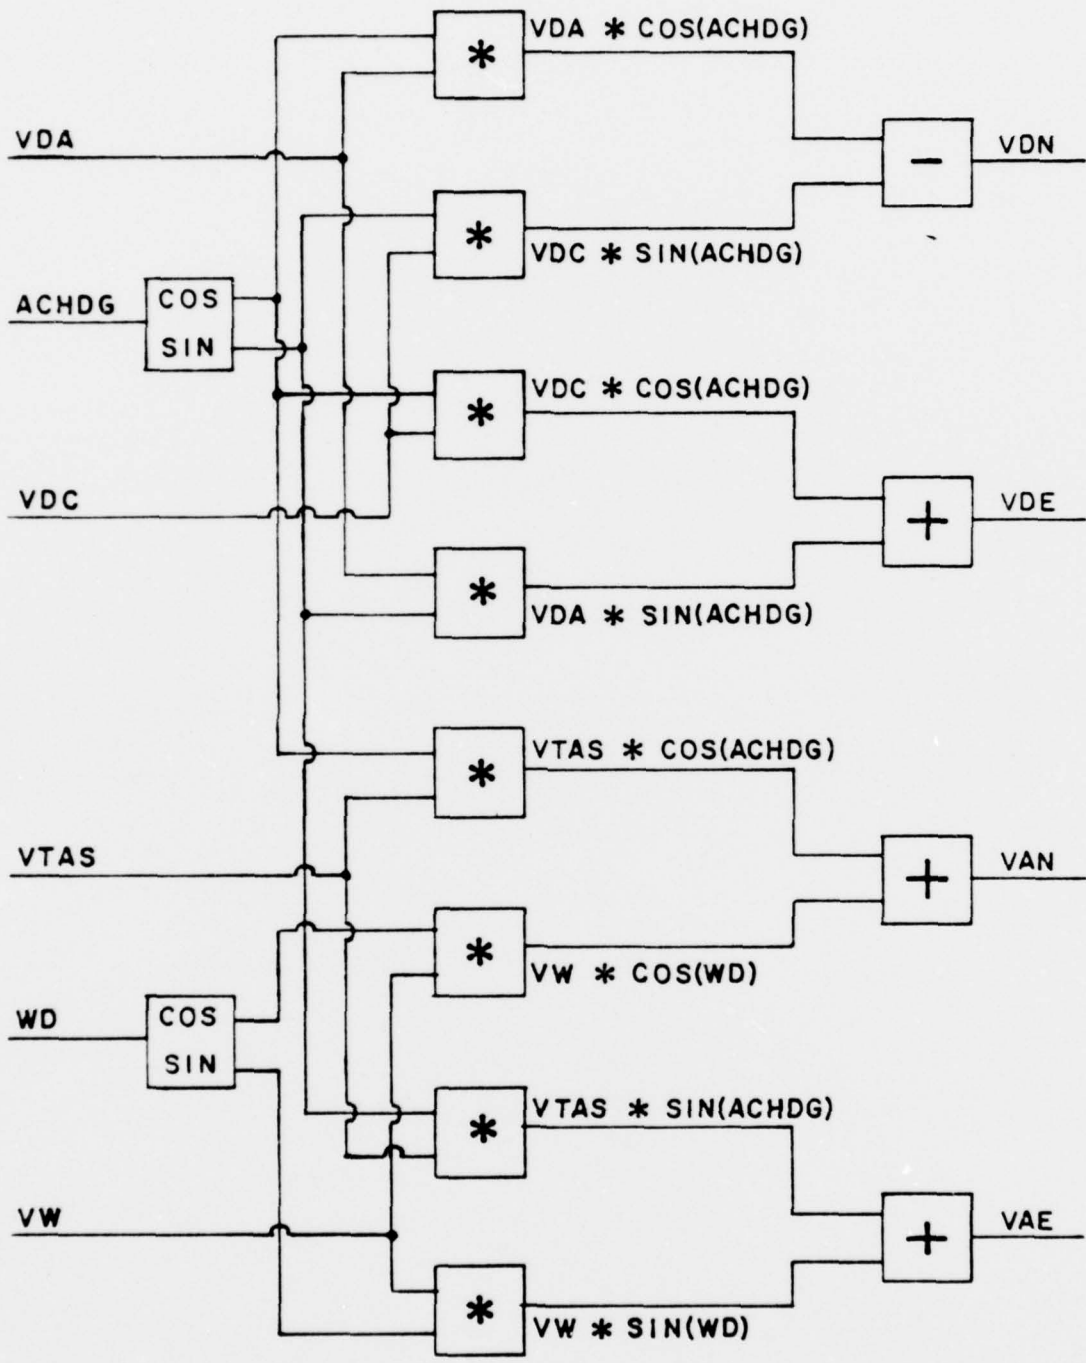 VDA * COS(ACHDG)
*
VDA
- VDN
*
VDC * SIN(ACHDG)
ACHDG COS
SIN
VDC * COS(ACHDG)
*
VDC
+ VDE
*
VDA * SIN(ACHDG)
VTAS * COS(ACHDG)
*
VTAS
+ VAN
*
VW * COS(WD)
WD COS
SIN
VTAS * SIN(ACHDG)
*
VW
+ VAE
*
VW * SIN(WD)